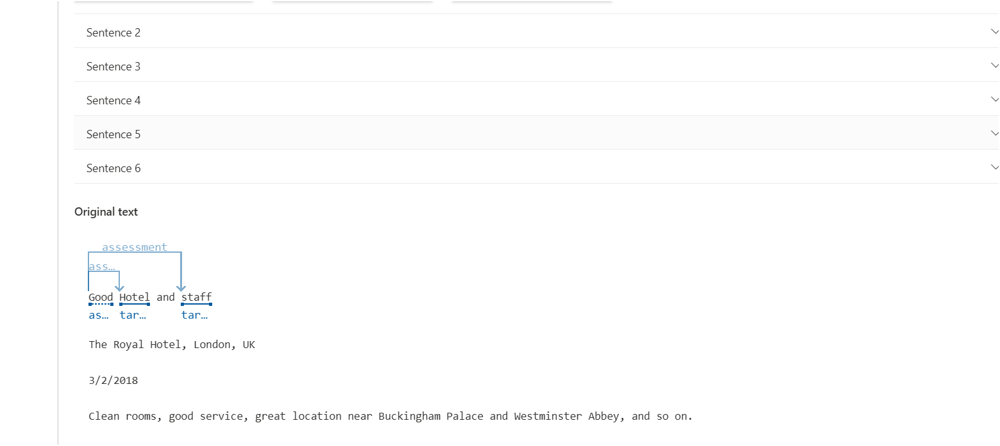 Sentence 2
Sentence 3
Sentence 4
Sentence 5
Sentence 6
Original text
assessment
ass…
Good Hotel and staff
as… tar… tar…
The Royal Hotel, London, UK
3/2/2018
Clean rooms, good service, great location near Buckingham Palace and Westminster Abbey, and so on.